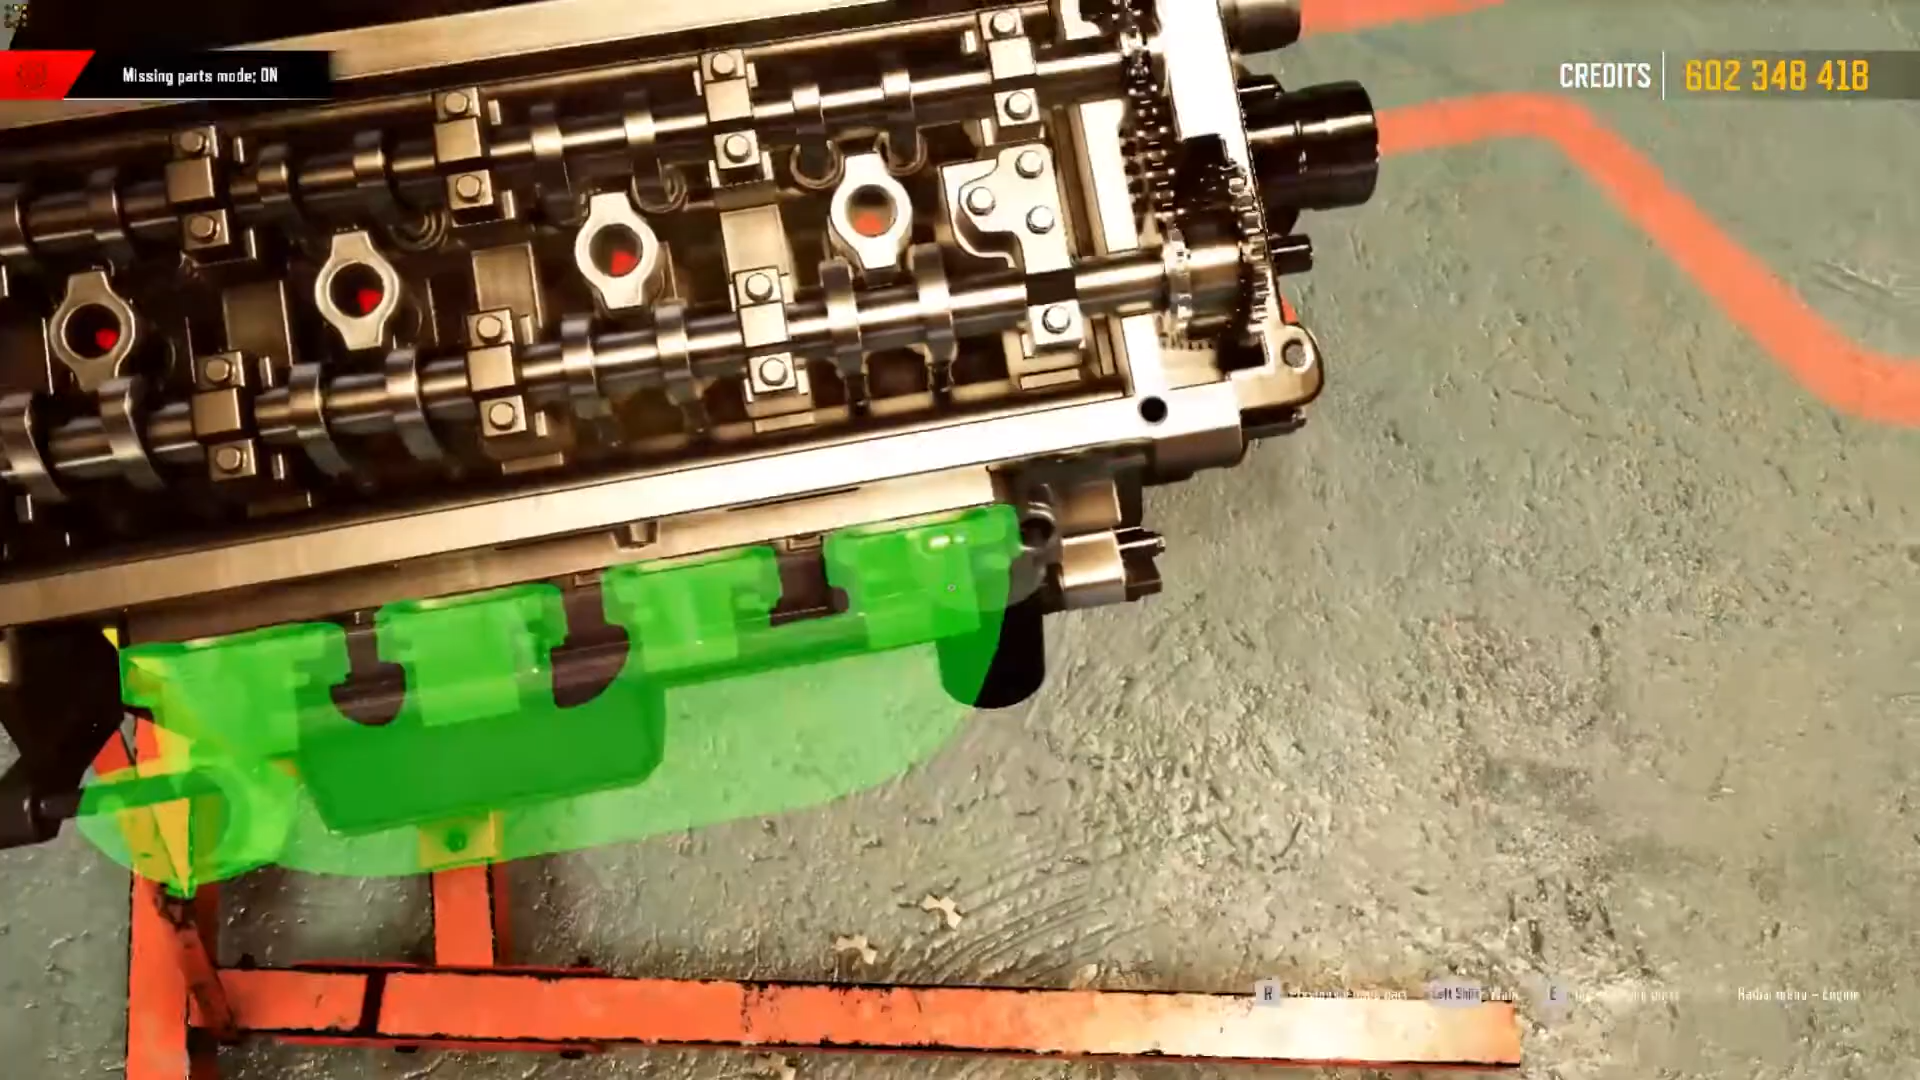 Missing parts mode: ON
CREDITS 602 348 418
R
Left Shift
E
Radial menu – Engine